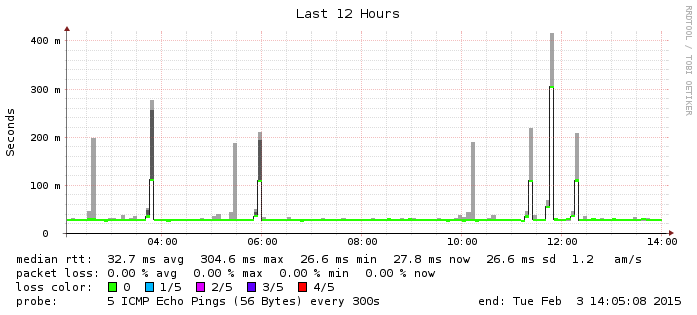 Last 12 Hours
RRDTOOL / TOBI OETIKER
Seconds
400 m
300 m
200 m
100 m
0
04:00 06:00 08:00 10:00 12:00 14:00
median rtt: 32.7 ms avg 304.6 ms max 26.6 ms min 27.8 ms now 26.6 ms sd 1.2 am/s
packet loss: 0.00 % avg 0.00 % max 0.00 % min 0.00 % now
loss color: 0 1/5 2/5 3/5 4/5
probe: 5 ICMP Echo Pings (56 Bytes) every 300s end: Tue Feb 3 14:05:08 2015